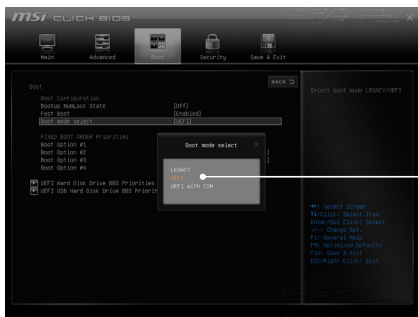 msi CLICK BIOS
Main Advanced Boot Security Save & Exit
BACK
Boot
Select boot mode LEGACY/UEFI
Boot Configuration
Bootup NumLock State [Off]
Fast Boot [Enabled]
Boot mode select [UEFI]
FIXED BOOT ORDER Priorities
Boot Option #1
Boot Option #2 ]
Boot Option #3
Boot Option #4 ]
UEFI Hard Disk Drive BBS Priorities
UEFI USB Hard Disk Drive BBS Priorit
Boot mode select ×
LEGACY
UEFI
UEFI with CSM
: Select Screen
/Click: Select Item
Enter/Dbl Click: Select
+/-: Change Opt.
F1: General Help
F9: Optimized Defaults
F10: Save & Exit
ESC/Right Click: Exit